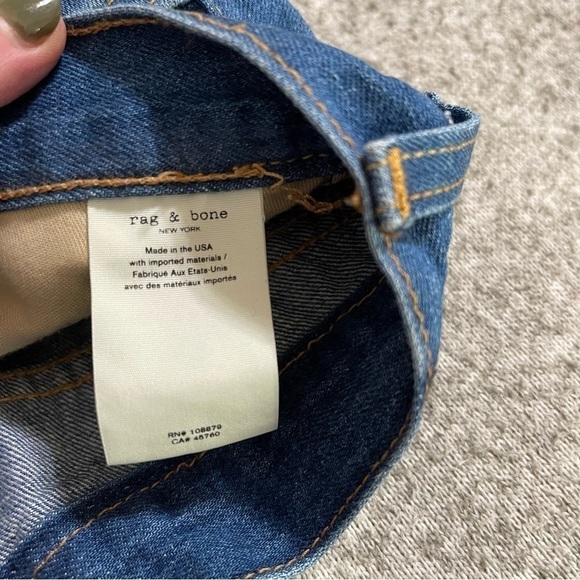 rag & bone
NEW YORK
Made in the USA
with imported materials /
Fabriqué Aux Etats-Unis
avec des matériaux importés
RN# 108879
CA# 45760